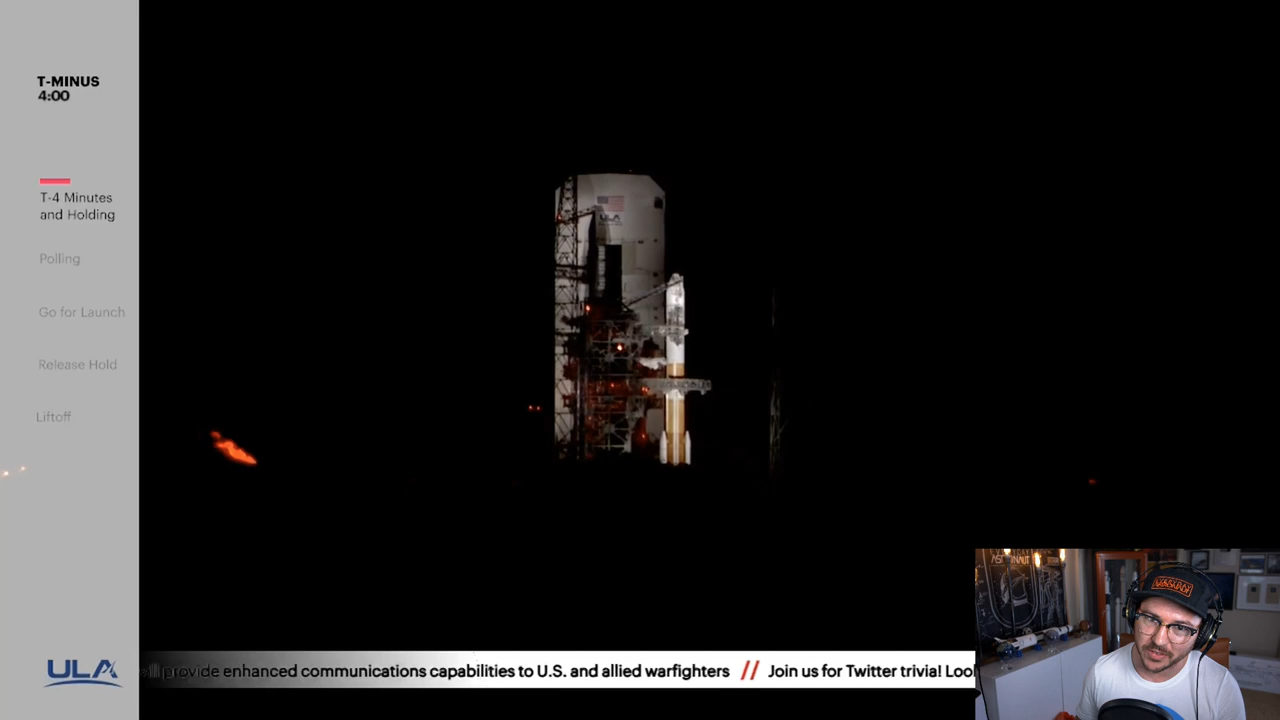 T-MINUS
4:00
T-4 Minutes
and Holding
Polling
Go for Launch
Release Hold
Liftoff
ULA
ULA
provide enhanced communications capabilities to U.S. and allied warfighters // Join us for Twitter trivia!